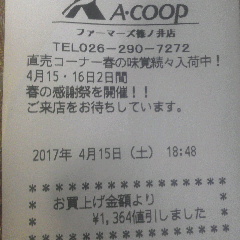 A·COOP
ファーマーズ篠ノ井店
TEL026-290-7272
直売コーナー春の味覚続々入荷中!
4月15・16日2日間
春の感謝祭を開催!!
ご来店をお待ちしています。
2017年 4月15日(土) 18:48
********************
お買上げ金額より
¥1,364値引しました